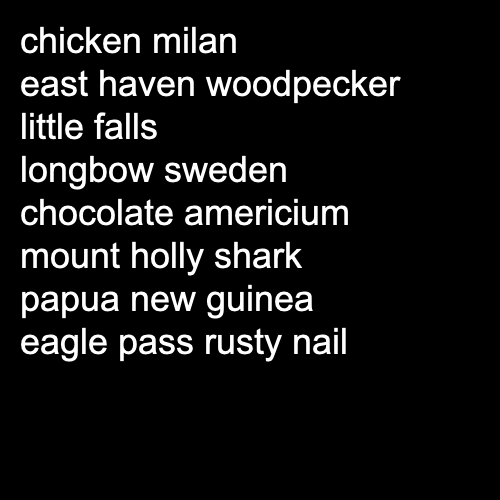 chicken milan
east haven woodpecker
little falls
longbow sweden
chocolate americium
mount holly shark
papua new guinea
eagle pass rusty nail